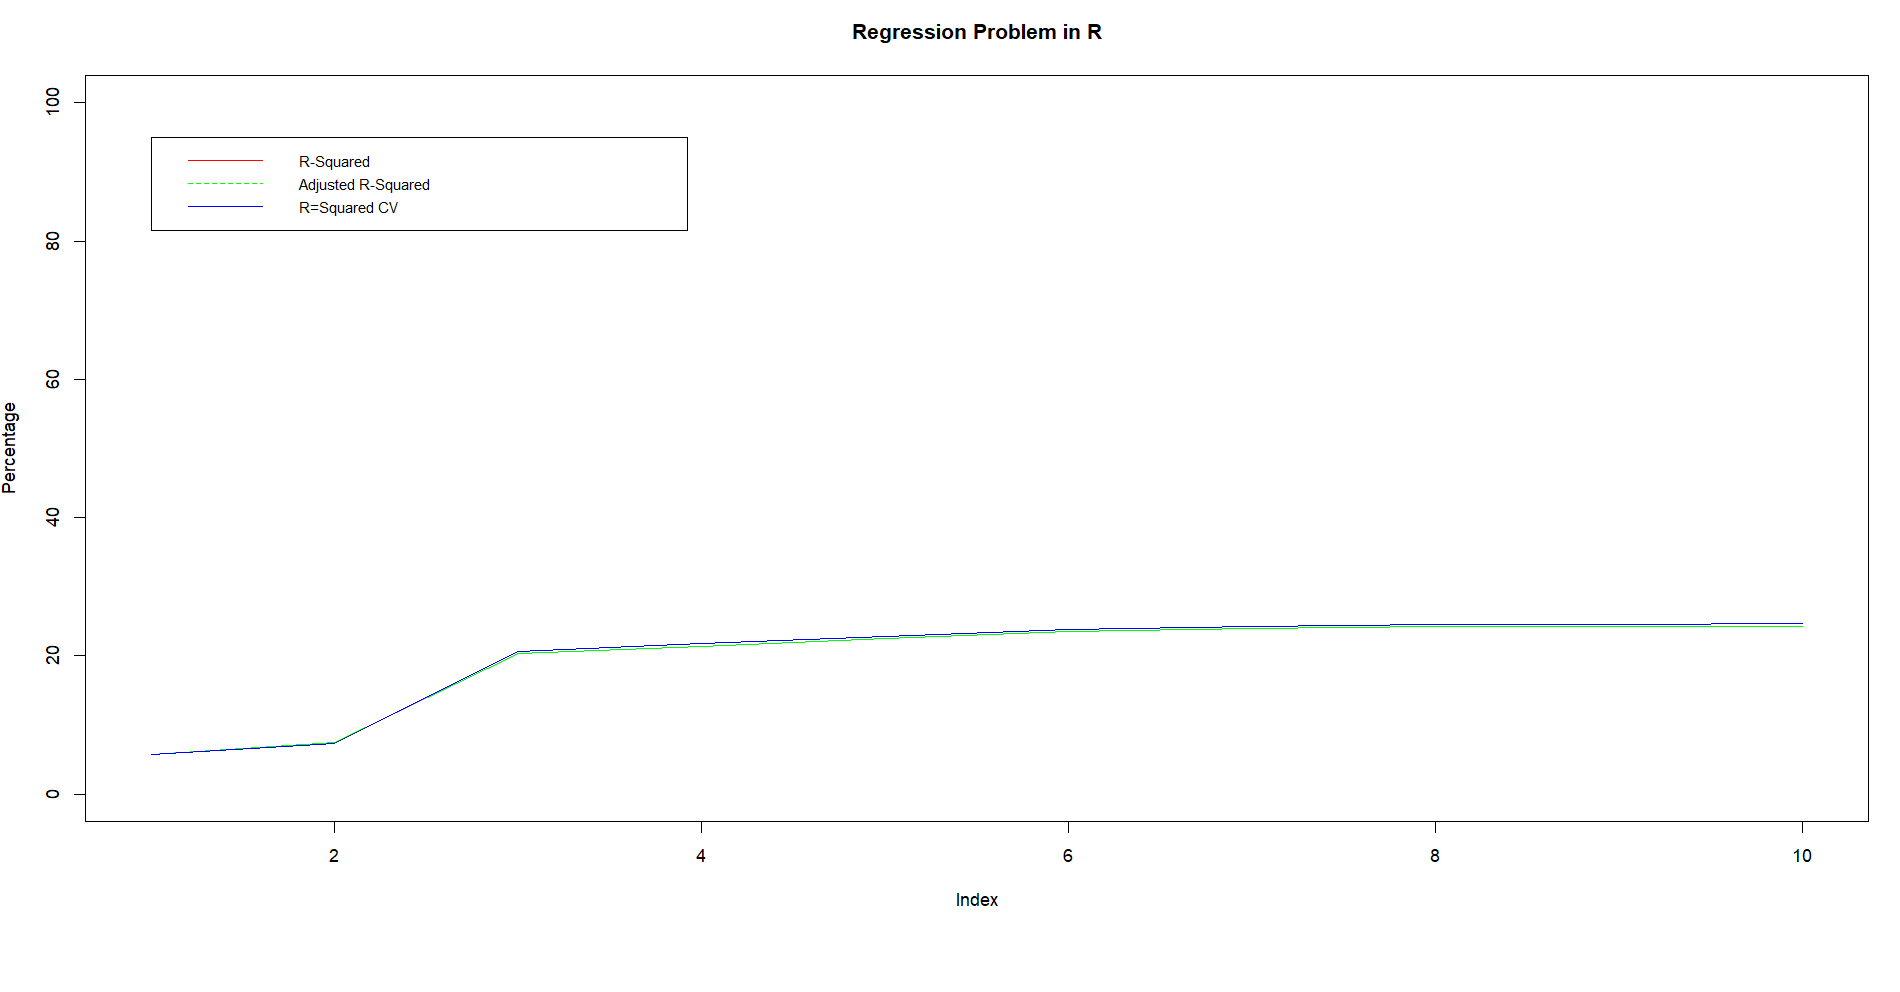 Regression Problem in R
100
80
60
40
20
0
Percentage
R-Squared
Adjusted R-Squared
R=Squared CV
2 4 6 8 10
Index